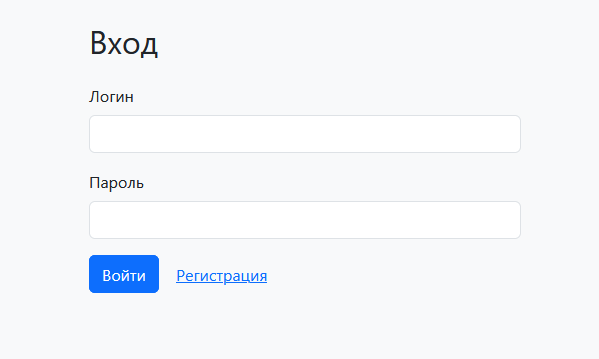 Вход
Логин
Пароль
Войти Регистрация